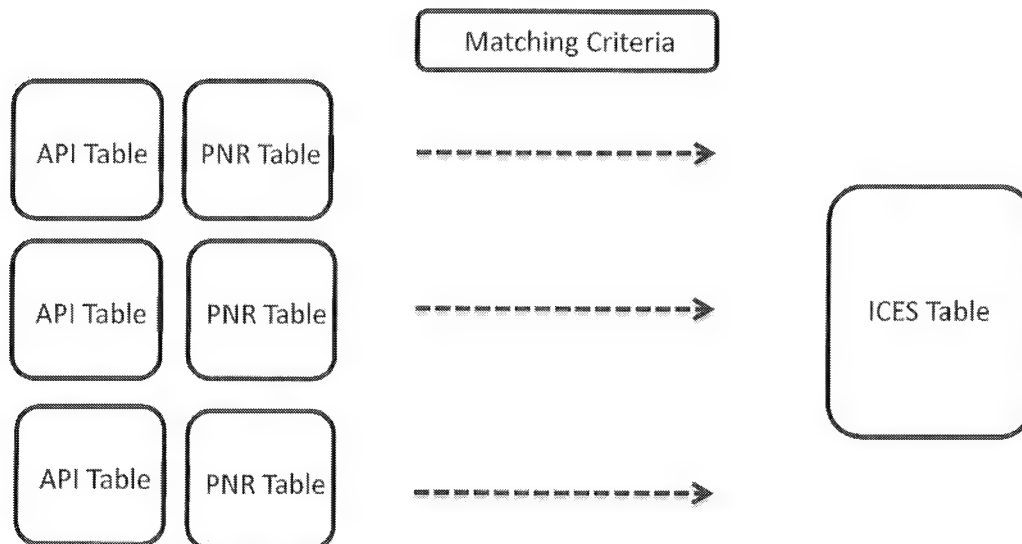 Matching Criteria
API Table
PNR Table
API Table
PNR Table
ICES Table
API Table
PNR Table